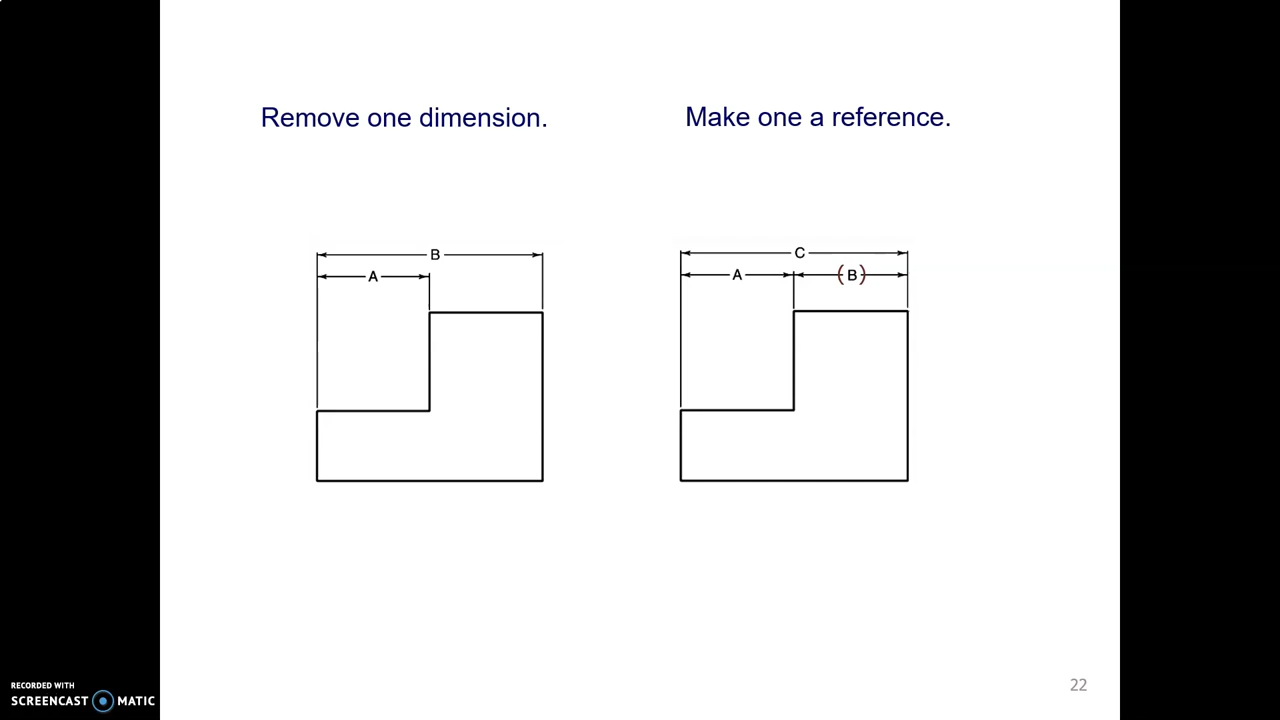 Remove one dimension.
Make one a reference.
B
A
C
A
(B)
22
RECORDED WITH
SCREENCAST MATIC